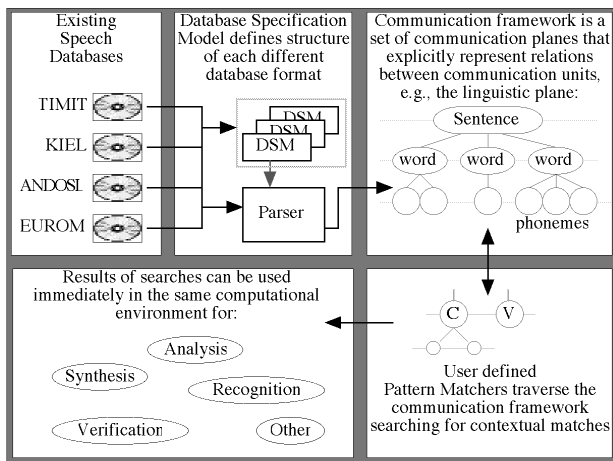 Existing
Speech
Databases
TIMIT
KIEL
ANDOSL
EUROM
Database Specification
Model defines structure
of each different
database format
DSM
DSM
DSM
Parser
Communication framework is a
set of communication planes that
explicitly represent relations
between communication units,
e.g., the linguistic plane:
Sentence
word word word
phonemes
C V
User defined
Pattern Matchers traverse the
communication framework
searching for contextual matches
Results of searches can be used
immediately in the same computational
environment for:
Analysis
Synthesis
Recognition
Verification
Other